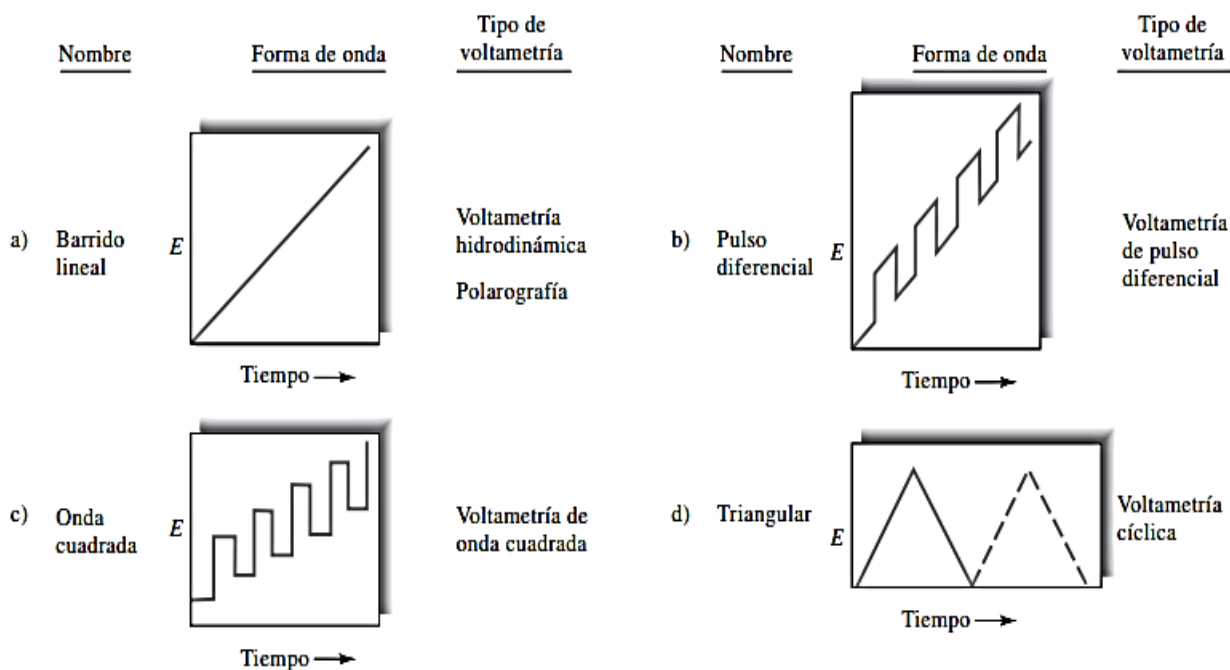 Nombre
Forma de onda
Tipo de
voltametría
a) Barrido
lineal
E
Tiempo
Voltametría
hidrodinámica
Polarografía
Nombre
Forma de onda
Tipo de
voltametría
b) Pulso
diferencial
E
Tiempo
Voltametría
de pulso
diferencial
c) Onda
cuadrada
E
Tiempo
Voltametría de
onda cuadrada
d) Triangular
E
Tiempo
Voltametría
cíclica